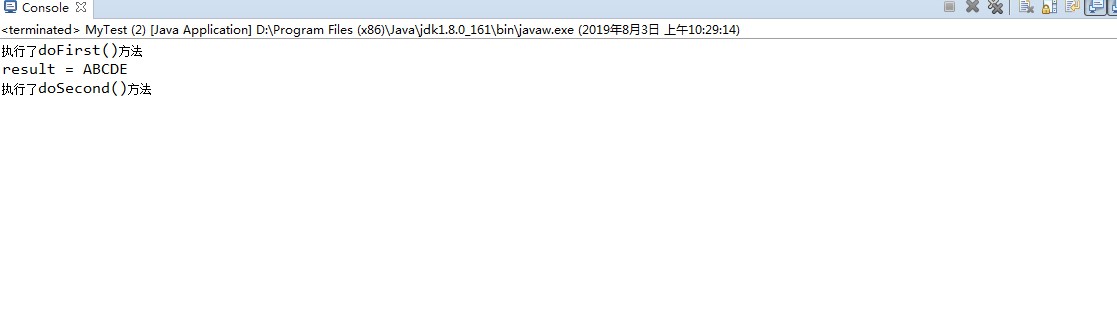 Console
<terminated> MyTest (2) [Java Application] D:\Program Files (x86)\Java\jdk1.8.0_161\bin\javaw.exe (2019年8月3日 上午10:29:14)
执行了doFirst()方法
result = ABCDE
执行了doSecond()方法